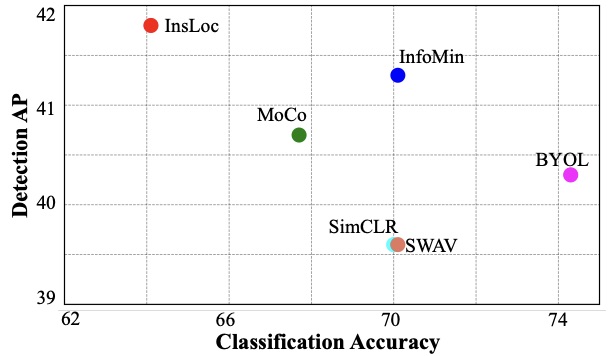 42
InsLoc
InfoMin
41
MoCo
Detection AP
BYOL
40
SimCLR
SWAV
39
62 66 70 74
Classification Accuracy